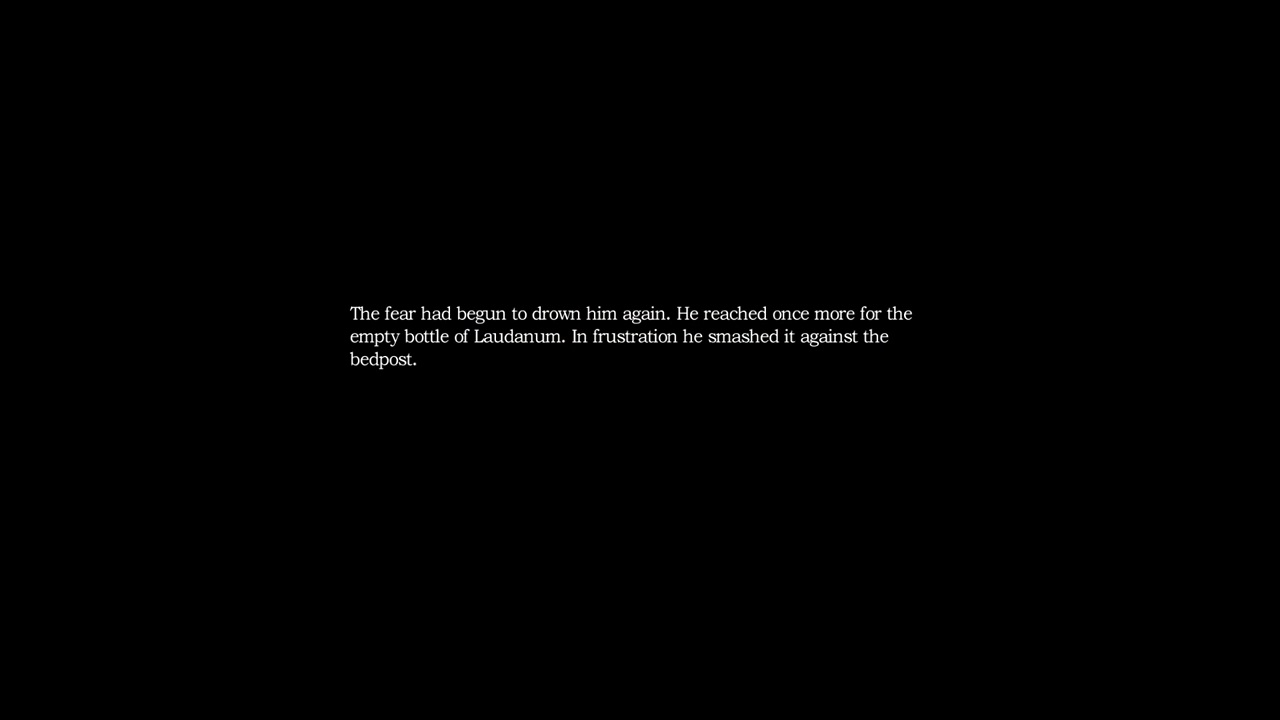 The fear had begun to drown him again. He reached once more for the
empty bottle of Laudanum. In frustration he smashed it against the
bedpost.